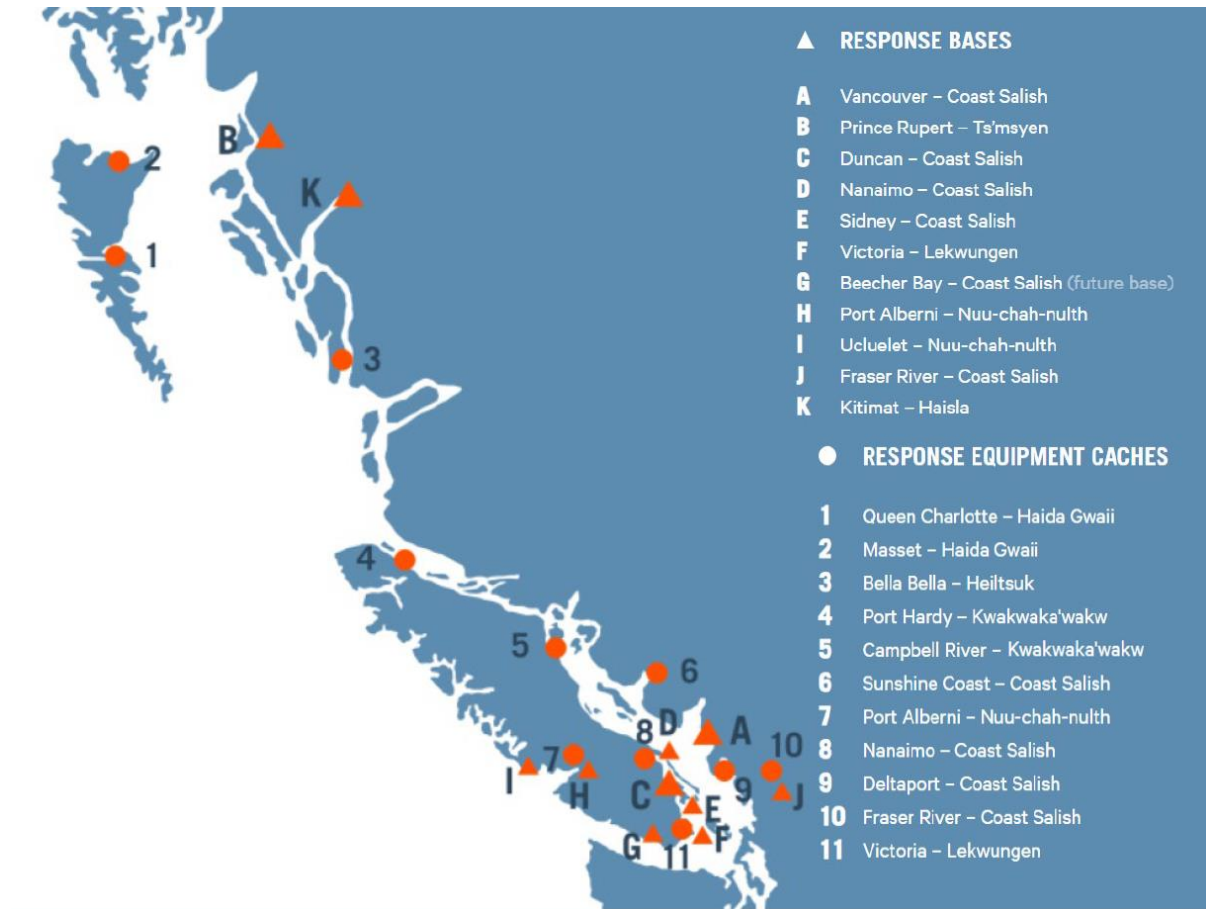 RESPONSE BASES
A Vancouver – Coast Salish
B Prince Rupert – Ts'msyen
C Duncan – Coast Salish
D Nanaimo – Coast Salish
E Sidney – Coast Salish
F Victoria – Lekwungen
G Beecher Bay – Coast Salish (future base)
H Port Alberni – Nuu-chah-nulth
I Ucluelet – Nuu-chah-nulth
J Fraser River – Coast Salish
K Kitimat – Haisla
RESPONSE EQUIPMENT CACHES
1 Queen Charlotte – Haida Gwaii
2 Masset – Haida Gwaii
3 Bella Bella – Heiltsuk
4 Port Hardy – Kwakwaka'wakw
5 Campbell River – Kwakwaka'wakw
6 Sunshine Coast – Coast Salish
7 Port Alberni – Nuu-chah-nulth
8 Nanaimo – Coast Salish
9 Deltaport – Coast Salish
10 Fraser River – Coast Salish
11 Victoria – Lekwungen
B
2
K
1
3
4
5
6
8
D
A
10
7
I
H
C
9
J
E
G
11
F